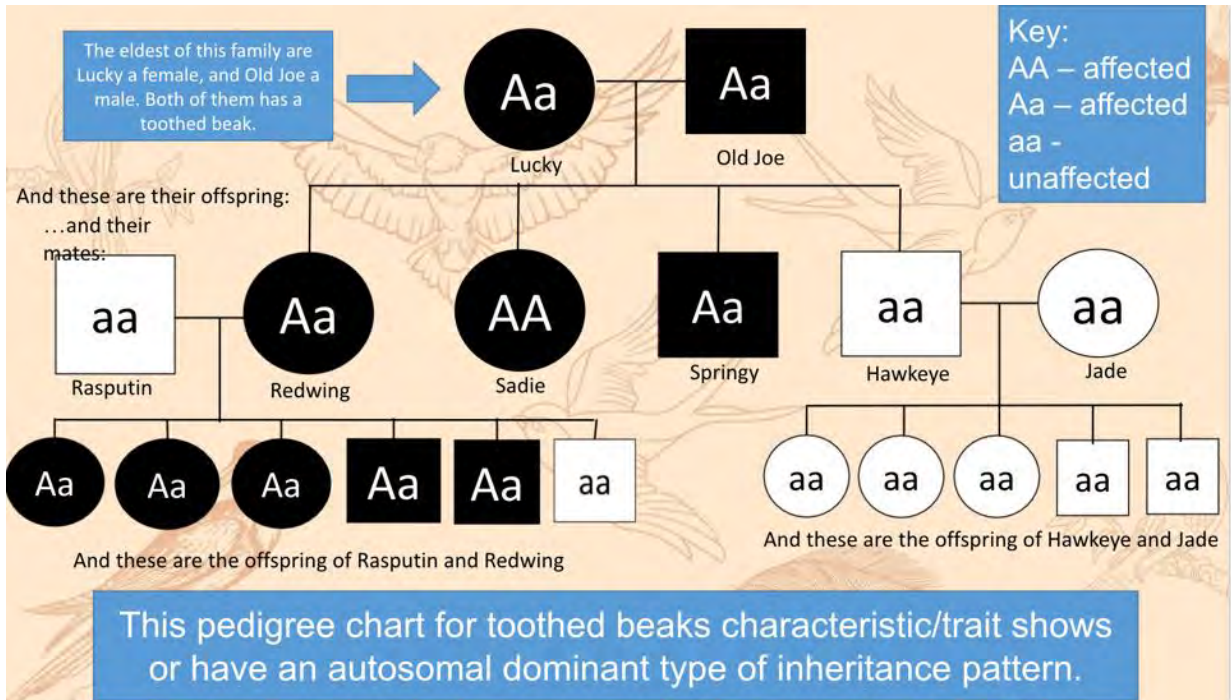 The eldest of this family are
Lucky a female, and Old Joe a
male. Both of them has a
toothed beak.
Aa
Aa
Lucky
Old Joe
Key:
AA – affected
Aa – affected
aa -
unaffected
And these are their offspring:
...and their
mates:
aa
Aa
AA
Aa
aa
aa
Rasputin
Redwing
Sadie
Springy
Hawkeye
Jade
Aa
Aa
Aa
Aa
Aa
aa
aa
aa
aa
aa
aa
And these are the offspring of Rasputin and Redwing
And these are the offspring of Hawkeye and Jade
This pedigree chart for toothed beaks characteristic/trait shows
or have an autosomal dominant type of inheritance pattern.